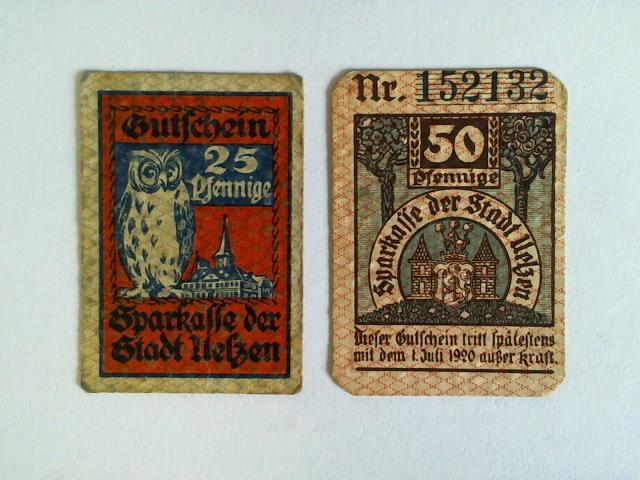 Gutschein
25
Pfennige
Sparkasse der
Stadt Uelzen
Nr. 152132
50
Pfennige
Sparkasse der Stadt Uelzen
Dieser Gutschein tritt spätestens
mit dem 1. Juli 1920 außer Kraft.